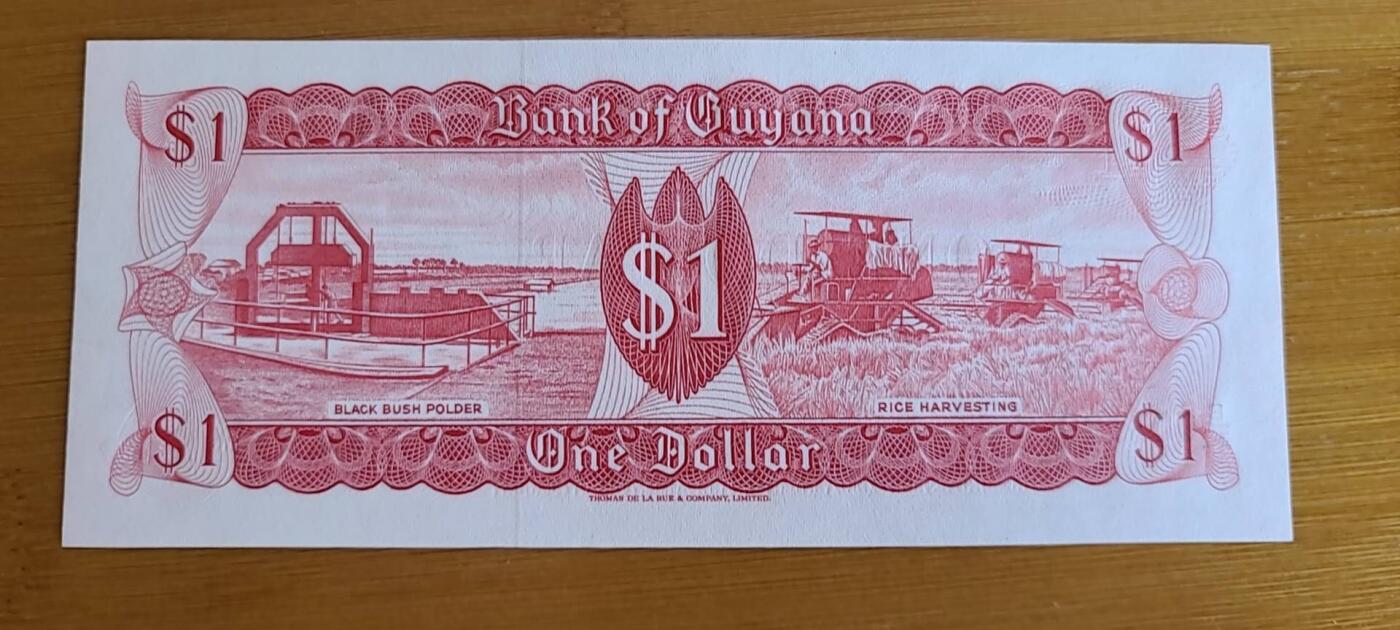 Bank of Guyana
$1 $1
$1
BLACK BUSH POLDER
RICE HARVESTING
$1 $1
One Dollar
THOMAS DE LA RUE & COMPANY, LIMITED.